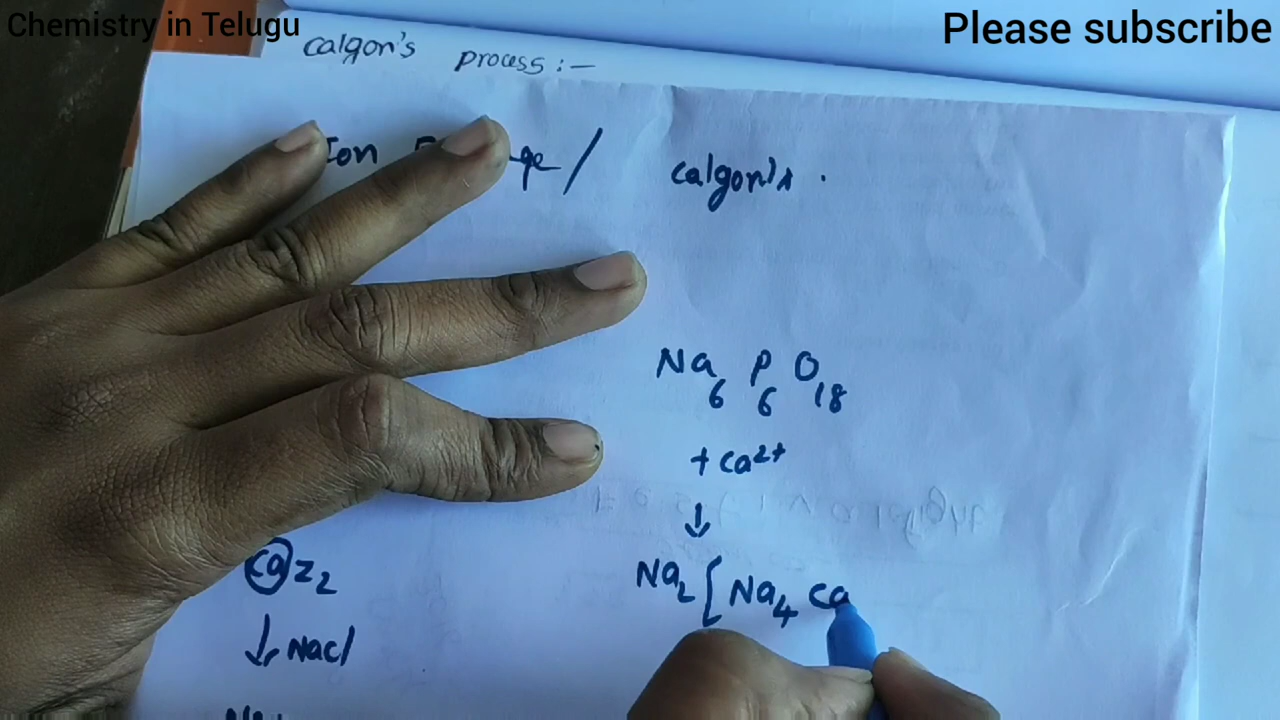 Chemistry in Telugu
Please subscribe
calgon's process:-
Ion / calgon's .
Na6 P6 O18
+ Ca2+
↓
Na2 [Na4 Ca
CaZ2
↓ Nacl